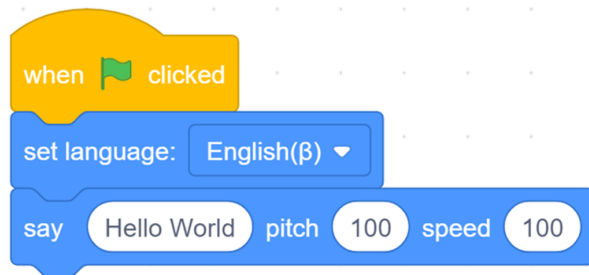 when clicked
set language: English(β)
say Hello World pitch 100 speed 100